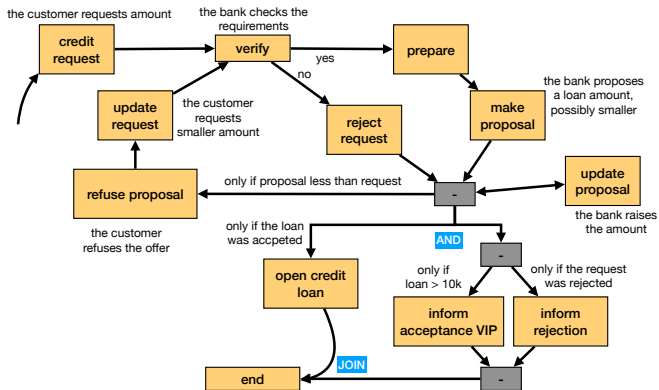 the customer requests amount
the bank checks the
requirements
credit
request
verify
yes
prepare
no
update
request
the customer
requests
smaller amount
reject
request
make
proposal
the bank proposes
a loan amount,
possibly smaller
refuse proposal
only if proposal less than request
-
update
proposal
the customer
refuses the offer
only if the loan
was accpeted
AND
the bank raises
the amount
-
open credit
loan
only if
loan > 10k
only if the request
was rejected
inform
acceptance VIP
inform
rejection
end
JOIN
-